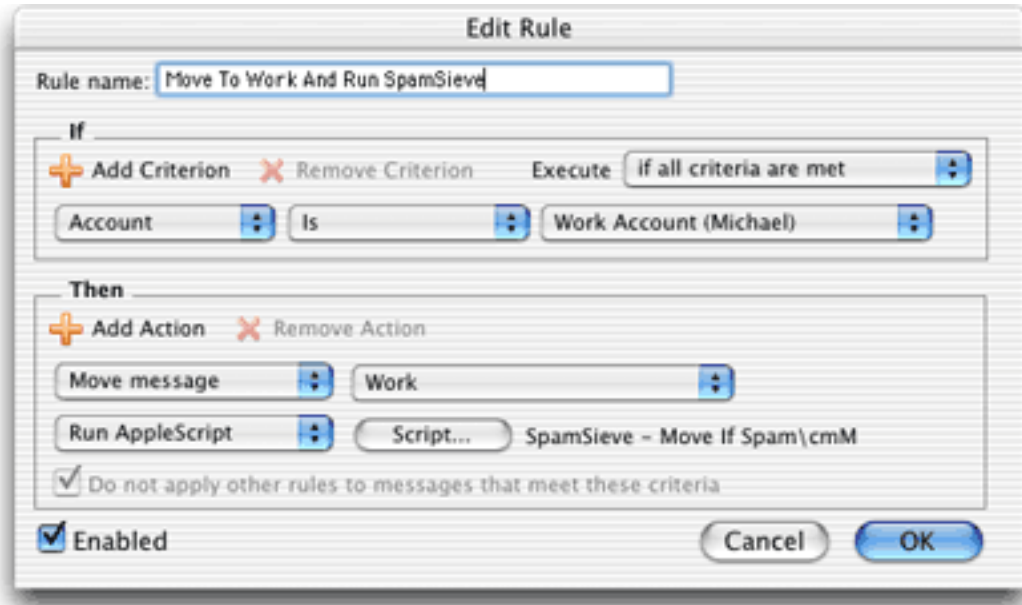 Edit Rule
Rule name: Move To Work And Run SpamSieve
If
Add Criterion Remove Criterion Execute if all criteria are met
Account Is Work Account (Michael)
Then
Add Action Remove Action
Move message Work
Run AppleScript Script... SpamSieve - Move If Spam\cmM
Do not apply other rules to messages that meet these criteria
Enabled Cancel OK